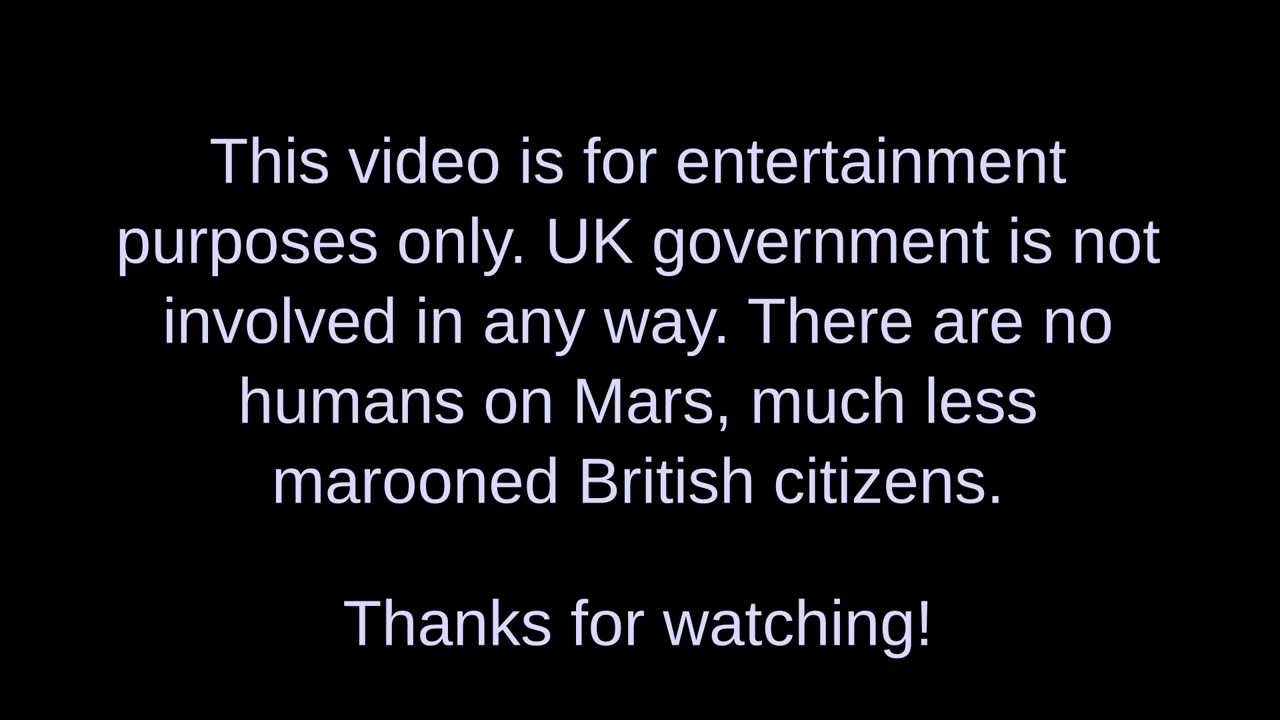 This video is for entertainment
purposes only. UK government is not
involved in any way. There are no
humans on Mars, much less
marooned British citizens.
Thanks for watching!